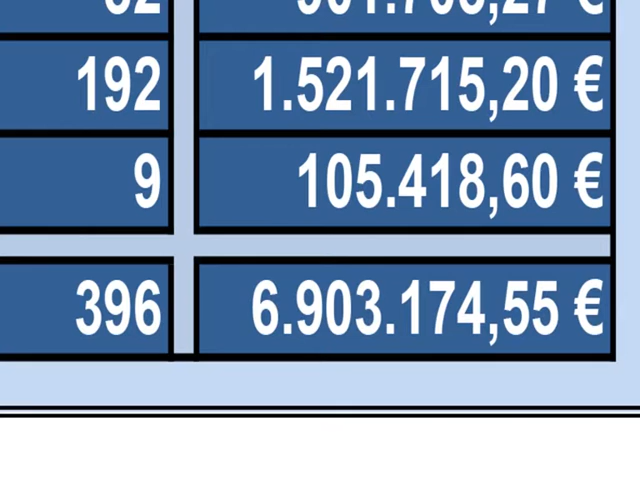 192 1.521.715,20 €
9 105.418,60 €
396 6.903.174,55 €